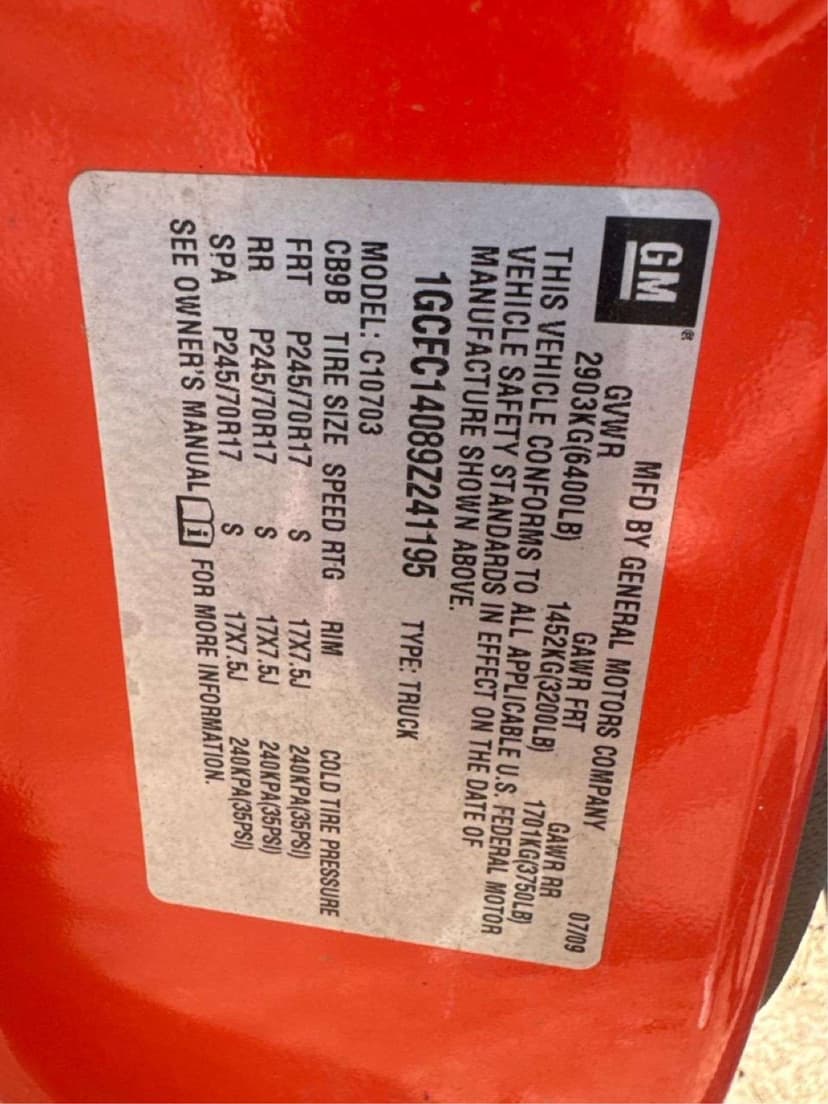 GM®
MFD BY GENERAL MOTORS COMPANY 07/09
GVWR GAWR FRT GAWR RR
2903KG(6400LB) 1452KG(3200LB) 1701KG(3750LB)
THIS VEHICLE CONFORMS TO ALL APPLICABLE U.S. FEDERAL MOTOR
VEHICLE SAFETY STANDARDS IN EFFECT ON THE DATE OF
MANUFACTURE SHOWN ABOVE.
1GCFC14089Z241195 TYPE: TRUCK
MODEL: C10703
CB9B TIRE SIZE SPEED RTG RIM COLD TIRE PRESSURE
FRT P245/70R17 S 17X7.5J 240KPA(35PSI)
RR P245/70R17 S 17X7.5J 240KPA(35PSI)
SPA P245/70R17 S 17X7.5J 240KPA(35PSI)
SEE OWNER'S MANUAL i FOR MORE INFORMATION.